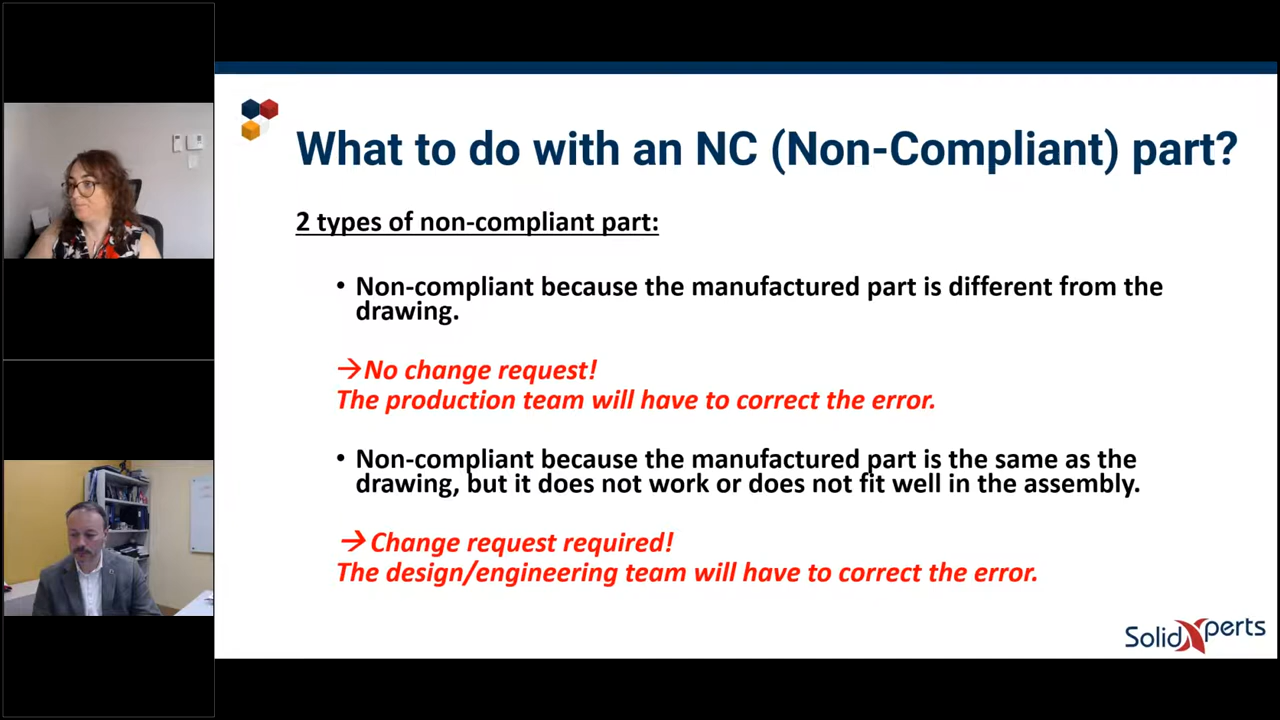 What to do with an NC (Non-Compliant) part?
2 types of non-compliant part:
• Non-compliant because the manufactured part is different from the
drawing.
→No change request!
The production team will have to correct the error.
• Non-compliant because the manufactured part is the same as the
drawing, but it does not work or does not fit well in the assembly.
→ Change request required!
The design/engineering team will have to correct the error.
SolidXperts